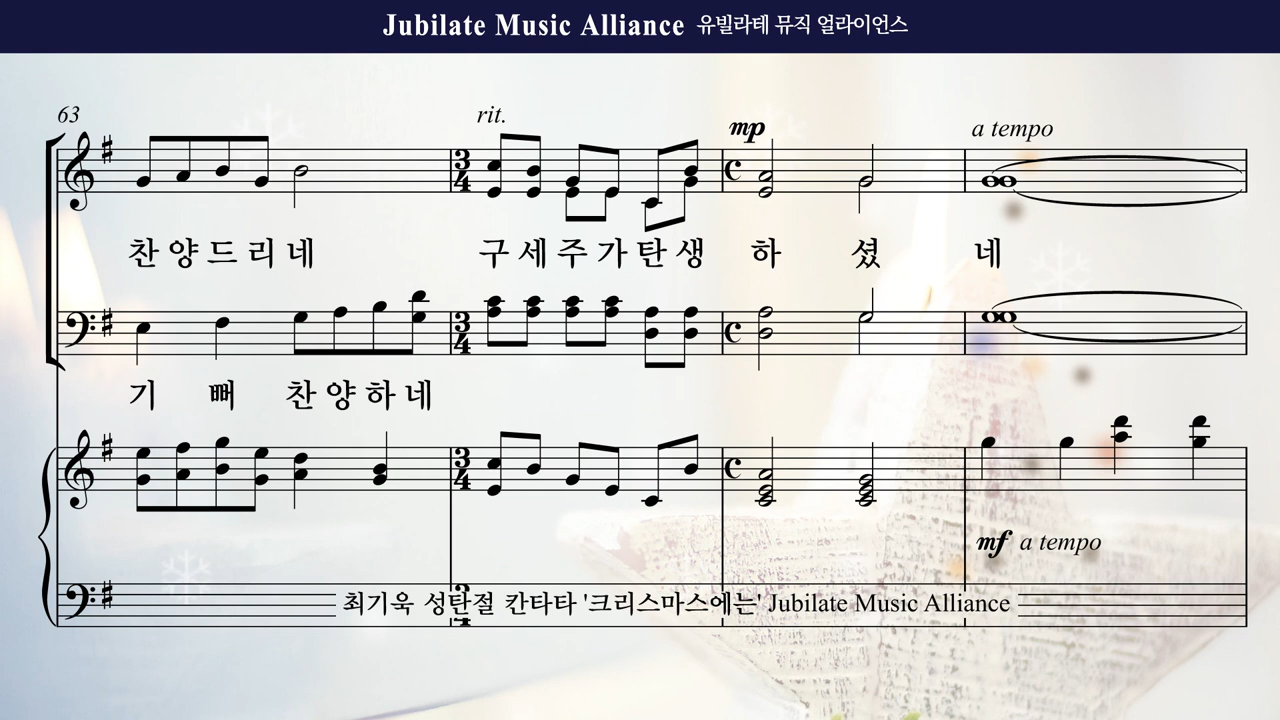 Jubilate Music Alliance 유빌라테 뮤직 얼라이언스
63 rit. mp a tempo
찬양드리네 구세주가탄생 하 셨 네
기 뻐 찬양하네
mf a tempo
최기욱 성탄절 칸타타 '크리스마스에는' Jubilate Music Alliance